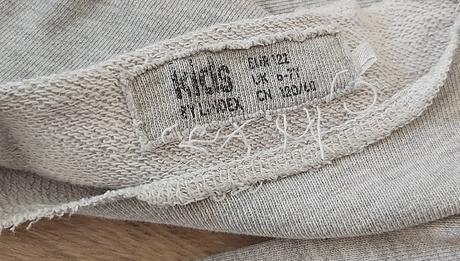 kids
BY LINDEX
EUR 122
UK 6-7Y
CN 120/60